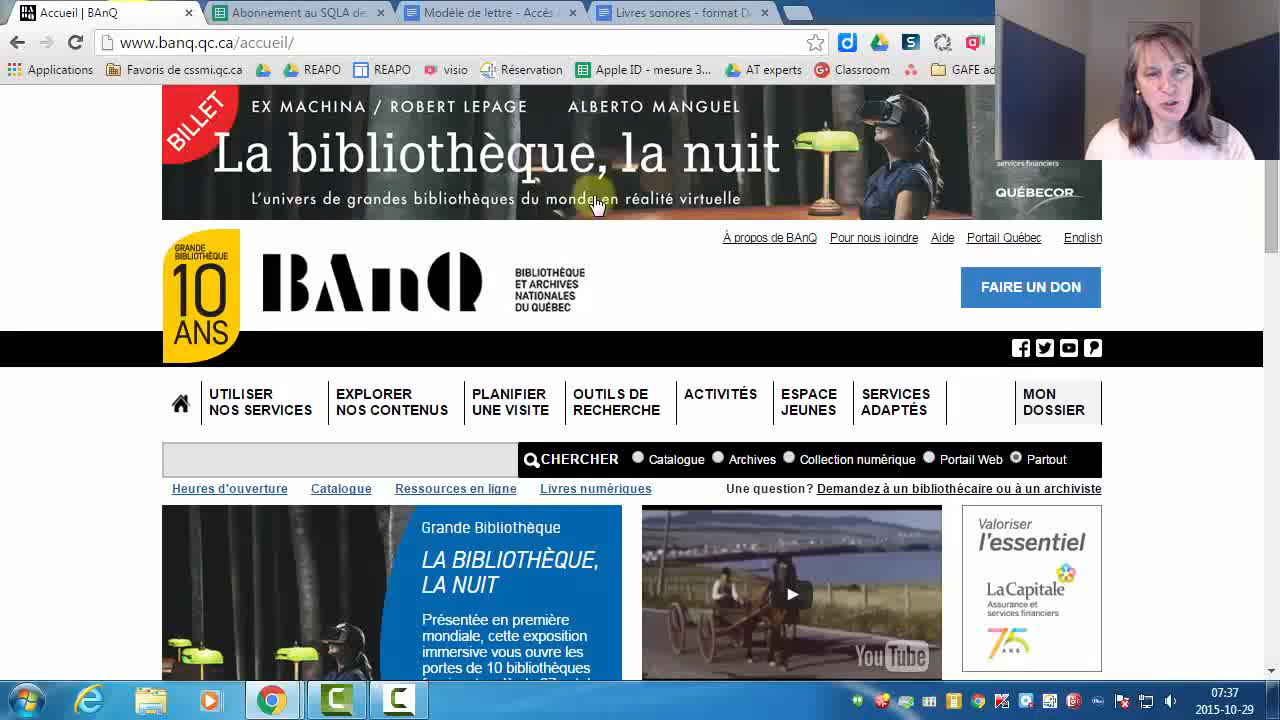 Accueil | BAnQ
Abonnement au SQLA de
Modèle de lettre - Accès A
Livres sonores - format D
www.banq.qc.ca/accueil/
Applications
Favoris de cssmi.qc.ca
REAPO
REAPO
visio
Réservation
Apple ID - mesure 3...
AT experts
Classroom
GAFE ad
BILLET
EX MACHINA / ROBERT LEPAGE ALBERTO MANGUEL
La bibliothèque, la nuit
L'univers de grandes bibliothèques du monde en réalité virtuelle
services financiers
QUÉBECOR
À propos de BAnQ Pour nous joindre Aide Portail Québec English
GRANDE
BIBLIOTHÈQUE
10
ANS
BAnQ
BIBLIOTHÈQUE
ET ARCHIVES
NATIONALES
DU QUÉBEC
FAIRE UN DON
UTILISER
NOS SERVICES
EXPLORER
NOS CONTENUS
PLANIFIER
UNE VISITE
OUTILS DE
RECHERCHE
ACTIVITÉS
ESPACE
JEUNES
SERVICES
ADAPTÉS
MON
DOSSIER
CHERCHER Catalogue Archives Collection numérique Portail Web Partout
Heures d'ouverture Catalogue Ressources en ligne Livres numériques Une question? Demandez à un bibliothécaire ou à un archiviste
Grande Bibliothèque
LA BIBLIOTHÈQUE,
LA NUIT
Présentée en première
mondiale, cette exposition
immersive vous ouvre les
portes de 10 bibliothèques
YouTube
Valoriser
l'essentiel
La Capitale
Assurance et
services financiers
75
ANS
07:37
2015-10-29